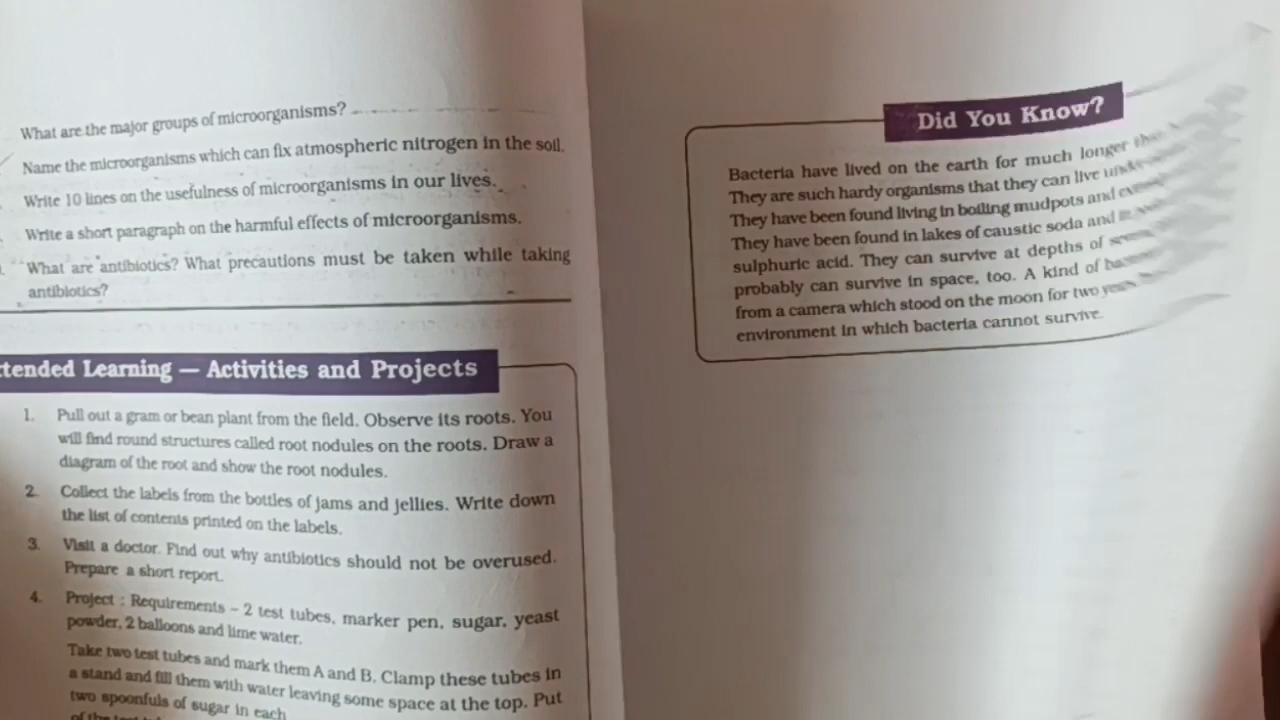 What are the major groups of microorganisms?
Name the microorganisms which can fix atmospheric nitrogen in the soil.
Write 10 lines on the usefulness of microorganisms in our lives.
Write a short paragraph on the harmful effects of microorganisms.
What are antibiotics? What precautions must be taken while taking
antibiotics?
tended Learning — Activities and Projects
1. Pull out a gram or bean plant from the field. Observe its roots. You
will find round structures called root nodules on the roots. Draw a
diagram of the root and show the root nodules.
2. Collect the labels from the bottles of jams and jellies. Write down
the list of contents printed on the labels.
3. Visit a doctor. Find out why antibiotics should not be overused.
Prepare a short report.
4. Project : Requirements – 2 test tubes, marker pen, sugar, yeast
powder, 2 balloons and lime water.
Take two test tubes and mark them A and B. Clamp these tubes in
a stand and fill them with water leaving some space at the top. Put
two spoonfuls of sugar in each
of the test
Did You Know?
Bacteria have lived on the earth for much longer
They are such hardy organisms that they can live
They have been found living in boiling mudpots and
They have been found in lakes of caustic soda and
sulphuric acid. They can survive at depths of
probably can survive in space, too. A kind of
from a camera which stood on the moon for two years
environment in which bacteria cannot survive.